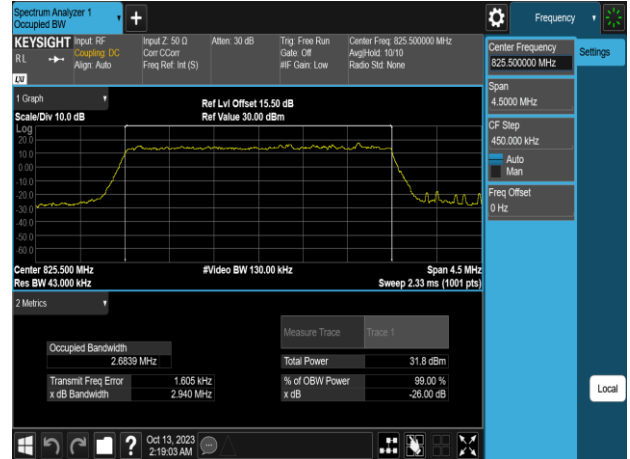 Spectrum Analyzer 1
Occupied BW
Frequency
KEYSIGHT
R L
LXI
Input: RF
Coupling: DC
Align: Auto
Input Z: 50 Ω
Corr CCorr
Freq Ref: Int (S)
Atten: 30 dB
Trig: Free Run
Gate: Off
#IF Gain: Low
Center Freq: 825.500000 MHz
Avg|Hold: 10/10
Radio Std: None
Center Frequency
825.500000 MHz
Settings
Span
4.5000 MHz
CF Step
450.000 kHz
Auto
Man
Freq Offset
0 Hz
Local
1 Graph
Scale/Div 10.0 dB
Ref Lvl Offset 15.50 dB
Ref Value 30.00 dBm
Log
20.0
10.0
0.00
-10.0
-20.0
-30.0
-40.0
-50.0
-60.0
Center 825.500 MHz
Res BW 43.000 kHz
#Video BW 130.00 kHz
Span 4.5 MHz
Sweep 2.33 ms (1001 pts)
2 Metrics
Measure Trace Trace 1
Occupied Bandwidth
2.6839 MHz
Total Power 31.8 dBm
Transmit Freq Error 1.605 kHz
% of OBW Power 99.00 %
x dB Bandwidth 2.940 MHz
x dB -26.00 dB
?
Oct 13, 2023
2:19:03 AM